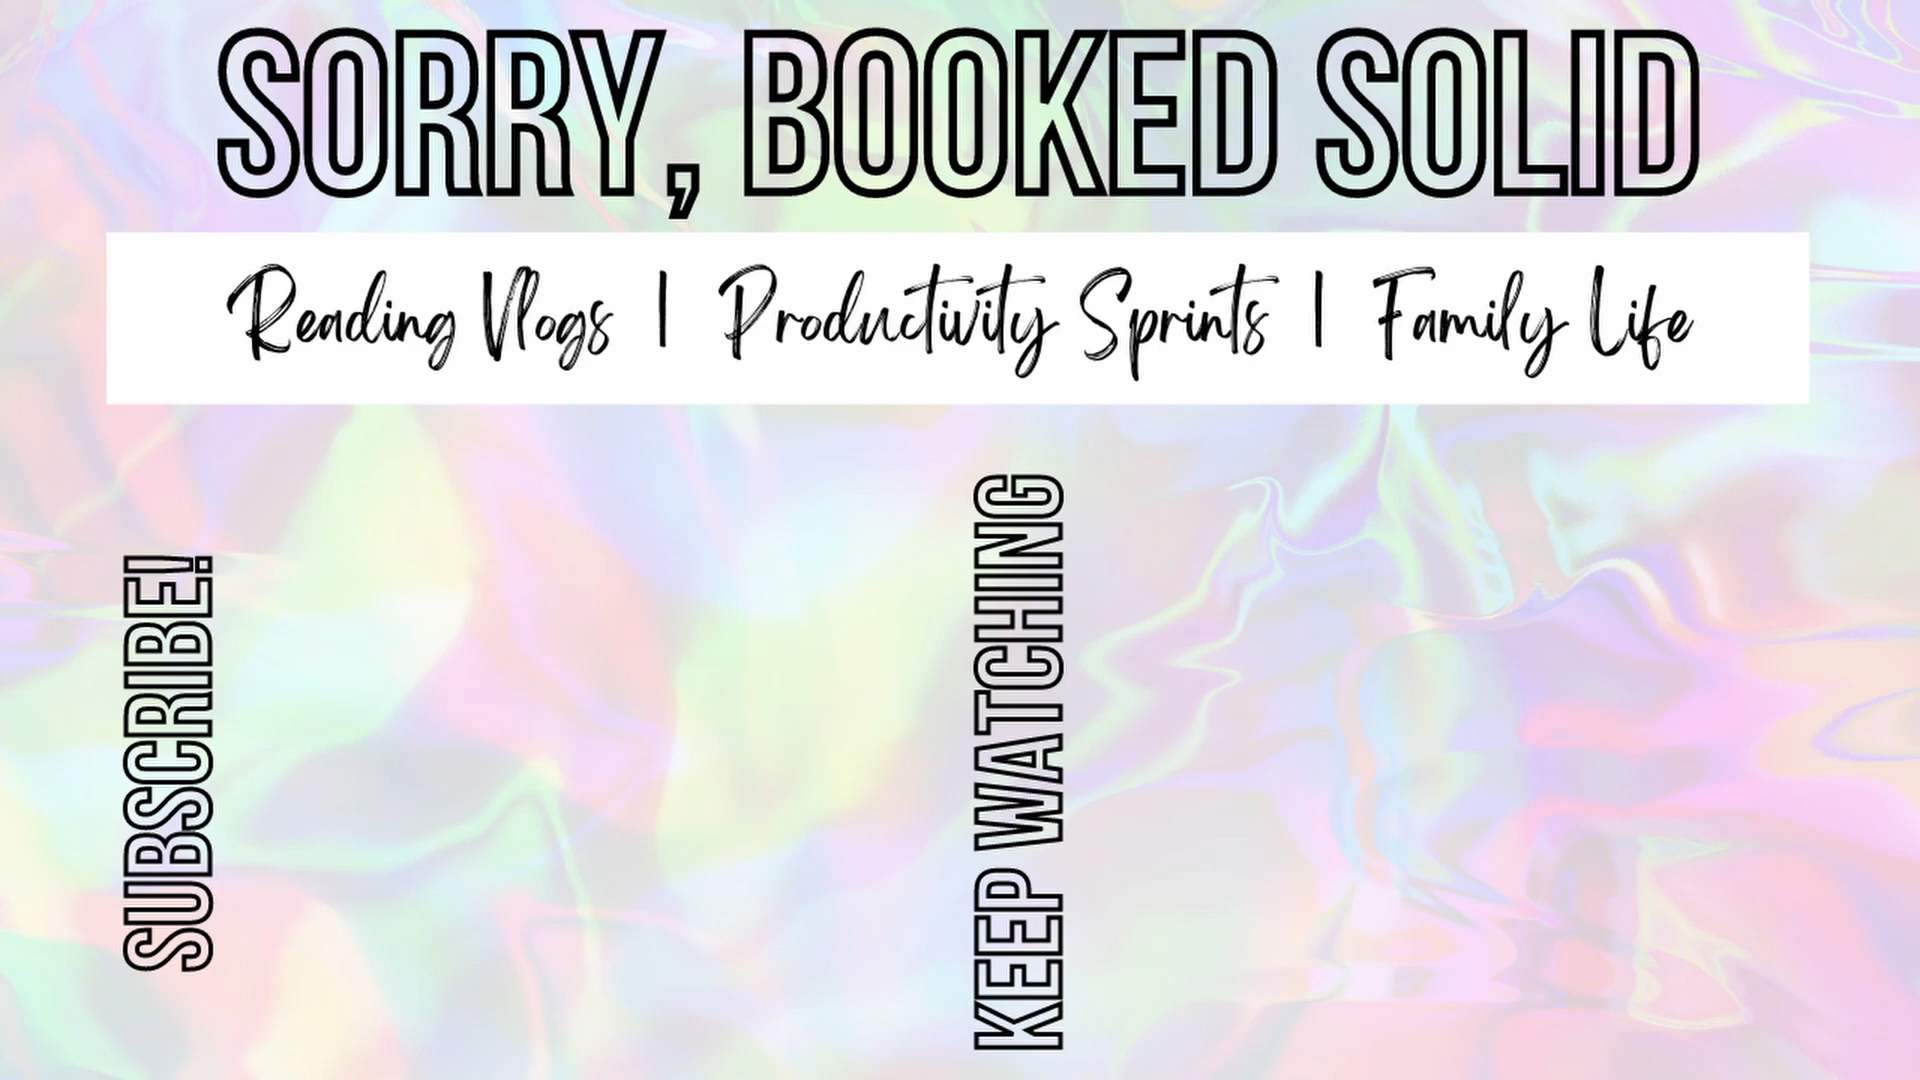 SORRY, BOOKED SOLID
Reading Vlogs | Productivity Sprints | Family Life
SUBSCRIBE!
KEEP WATCHING